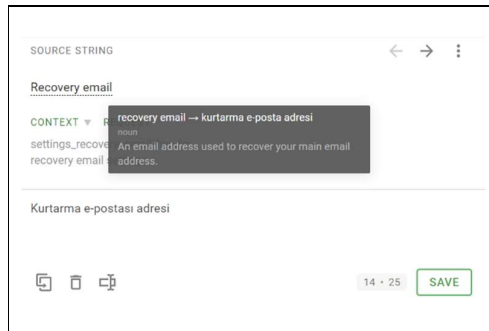 SOURCE STRING
Recovery email
CONTEXT
recovery email → kurtarma e-posta adresi
noun
An email address used to recover your main email
address.
settings_recove
recovery email
Kurtarma e-postası adresi
14 • 25
SAVE